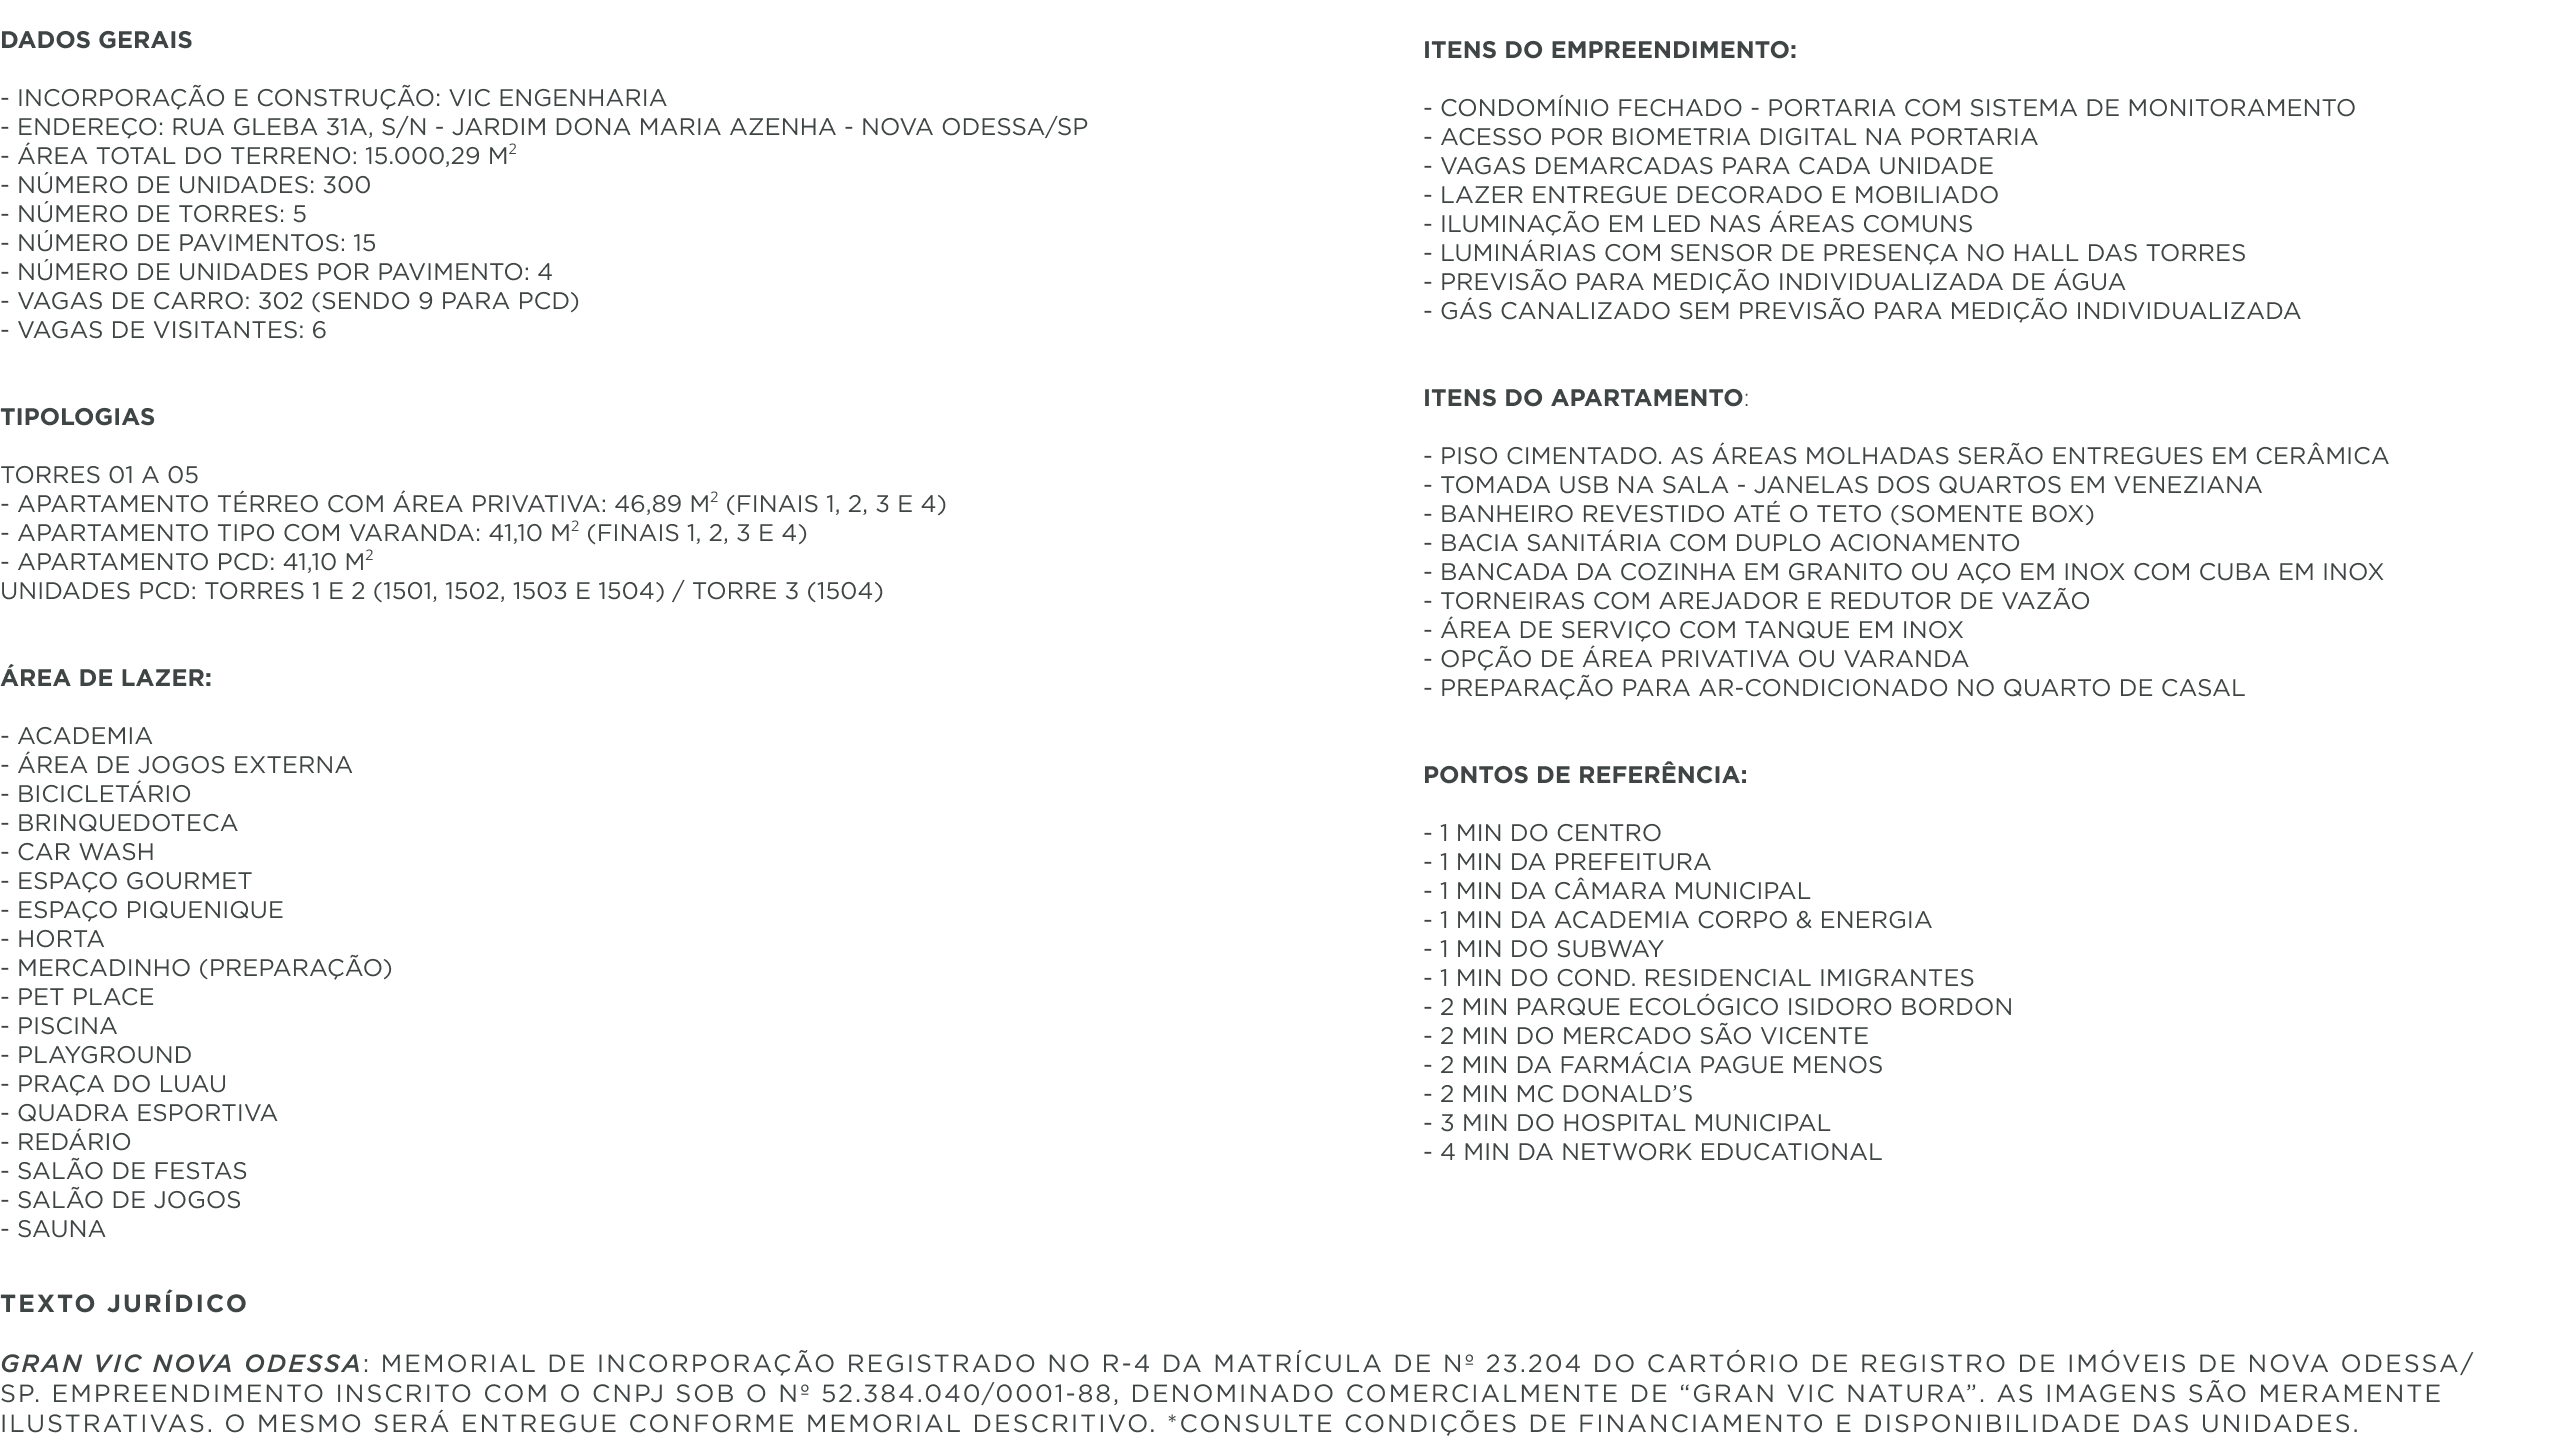 DADOS GERAIS
- INCORPORAÇÃO E CONSTRUÇÃO: VIC ENGENHARIA
- ENDEREÇO: RUA GLEBA 31A, S/N - JARDIM DONA MARIA AZENHA - NOVA ODESSA/SP
- ÁREA TOTAL DO TERRENO: 15.000,29 M²
- NÚMERO DE UNIDADES: 300
- NÚMERO DE TORRES: 5
- NÚMERO DE PAVIMENTOS: 15
- NÚMERO DE UNIDADES POR PAVIMENTO: 4
- VAGAS DE CARRO: 302 (SENDO 9 PARA PCD)
- VAGAS DE VISITANTES: 6
TIPOLOGIAS
TORRES 01 A 05
- APARTAMENTO TÉRREO COM ÁREA PRIVATIVA: 46,89 M² (FINAIS 1, 2, 3 E 4)
- APARTAMENTO TIPO COM VARANDA: 41,10 M² (FINAIS 1, 2, 3 E 4)
- APARTAMENTO PCD: 41,10 M²
UNIDADES PCD: TORRES 1 E 2 (1501, 1502, 1503 E 1504) / TORRE 3 (1504)
ÁREA DE LAZER:
- ACADEMIA
- ÁREA DE JOGOS EXTERNA
- BICICLETÁRIO
- BRINQUEDOTECA
- CAR WASH
- ESPAÇO GOURMET
- ESPAÇO PIQUENIQUE
- HORTA
- MERCADINHO (PREPARAÇÃO)
- PET PLACE
- PISCINA
- PLAYGROUND
- PRAÇA DO LUAU
- QUADRA ESPORTIVA
- REDÁRIO
- SALÃO DE FESTAS
- SALÃO DE JOGOS
- SAUNA
ITENS DO EMPREENDIMENTO:
- CONDOMÍNIO FECHADO - PORTARIA COM SISTEMA DE MONITORAMENTO
- ACESSO POR BIOMETRIA DIGITAL NA PORTARIA
- VAGAS DEMARCADAS PARA CADA UNIDADE
- LAZER ENTREGUE DECORADO E MOBILIADO
- ILUMINAÇÃO EM LED NAS ÁREAS COMUNS
- LUMINÁRIAS COM SENSOR DE PRESENÇA NO HALL DAS TORRES
- PREVISÃO PARA MEDIÇÃO INDIVIDUALIZADA DE ÁGUA
- GÁS CANALIZADO SEM PREVISÃO PARA MEDIÇÃO INDIVIDUALIZADA
ITENS DO APARTAMENTO:
- PISO CIMENTADO. AS ÁREAS MOLHADAS SERÃO ENTREGUES EM CERÂMICA
- TOMADA USB NA SALA - JANELAS DOS QUARTOS EM VENEZIANA
- BANHEIRO REVESTIDO ATÉ O TETO (SOMENTE BOX)
- BACIA SANITÁRIA COM DUPLO ACIONAMENTO
- BANCADA DA COZINHA EM GRANITO OU AÇO EM INOX COM CUBA EM INOX
- TORNEIRAS COM AREJADOR E REDUTOR DE VAZÃO
- ÁREA DE SERVIÇO COM TANQUE EM INOX
- OPÇÃO DE ÁREA PRIVATIVA OU VARANDA
- PREPARAÇÃO PARA AR-CONDICIONADO NO QUARTO DE CASAL
PONTOS DE REFERÊNCIA:
- 1 MIN DO CENTRO
- 1 MIN DA PREFEITURA
- 1 MIN DA CÂMARA MUNICIPAL
- 1 MIN DA ACADEMIA CORPO & ENERGIA
- 1 MIN DO SUBWAY
- 1 MIN DO COND. RESIDENCIAL IMIGRANTES
- 2 MIN PARQUE ECOLÓGICO ISIDORO BORDON
- 2 MIN DO MERCADO SÃO VICENTE
- 2 MIN DA FARMÁCIA PAGUE MENOS
- 2 MIN MC DONALD’S
- 3 MIN DO HOSPITAL MUNICIPAL
- 4 MIN DA NETWORK EDUCATIONAL
TEXTO JURÍDICO
GRAN VIC NOVA ODESSA: MEMORIAL DE INCORPORAÇÃO REGISTRADO NO R-4 DA MATRÍCULA DE Nº 23.204 DO CARTÓRIO DE REGISTRO DE IMÓVEIS DE NOVA ODESSA/
SP. EMPREENDIMENTO INSCRITO COM O CNPJ SOB O Nº 52.384.040/0001-88, DENOMINADO COMERCIALMENTE DE “GRAN VIC NATURA”. AS IMAGENS SÃO MERAMENTE
ILUSTRATIVAS. O MESMO SERÁ ENTREGUE CONFORME MEMORIAL DESCRITIVO. *CONSULTE CONDIÇÕES DE FINANCIAMENTO E DISPONIBILIDADE DAS UNIDADES.